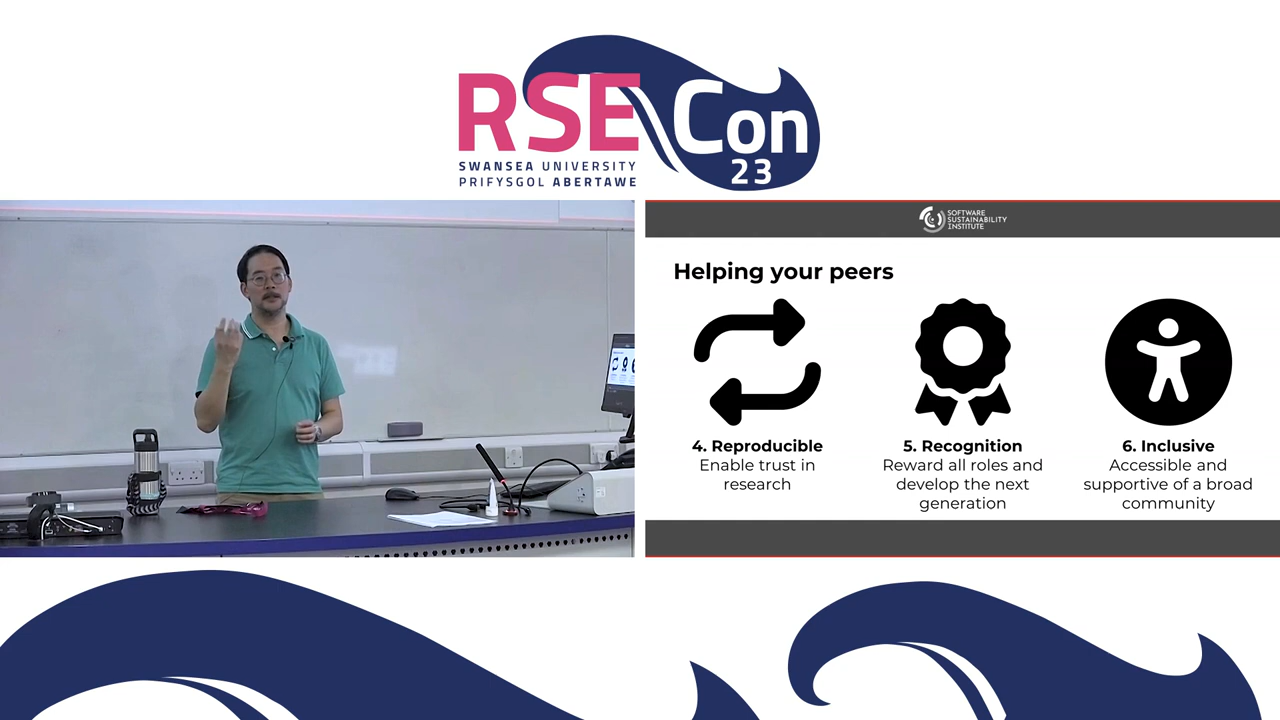 RSE Con
23
SWANSEA UNIVERSITY
PRIFYSGOL ABERTAWE
SOFTWARE
SUSTAINABILITY
INSTITUTE
Helping your peers
4. Reproducible
Enable trust in
research
5. Recognition
Reward all roles and
develop the next
generation
6. Inclusive
Accessible and
supportive of a broad
community